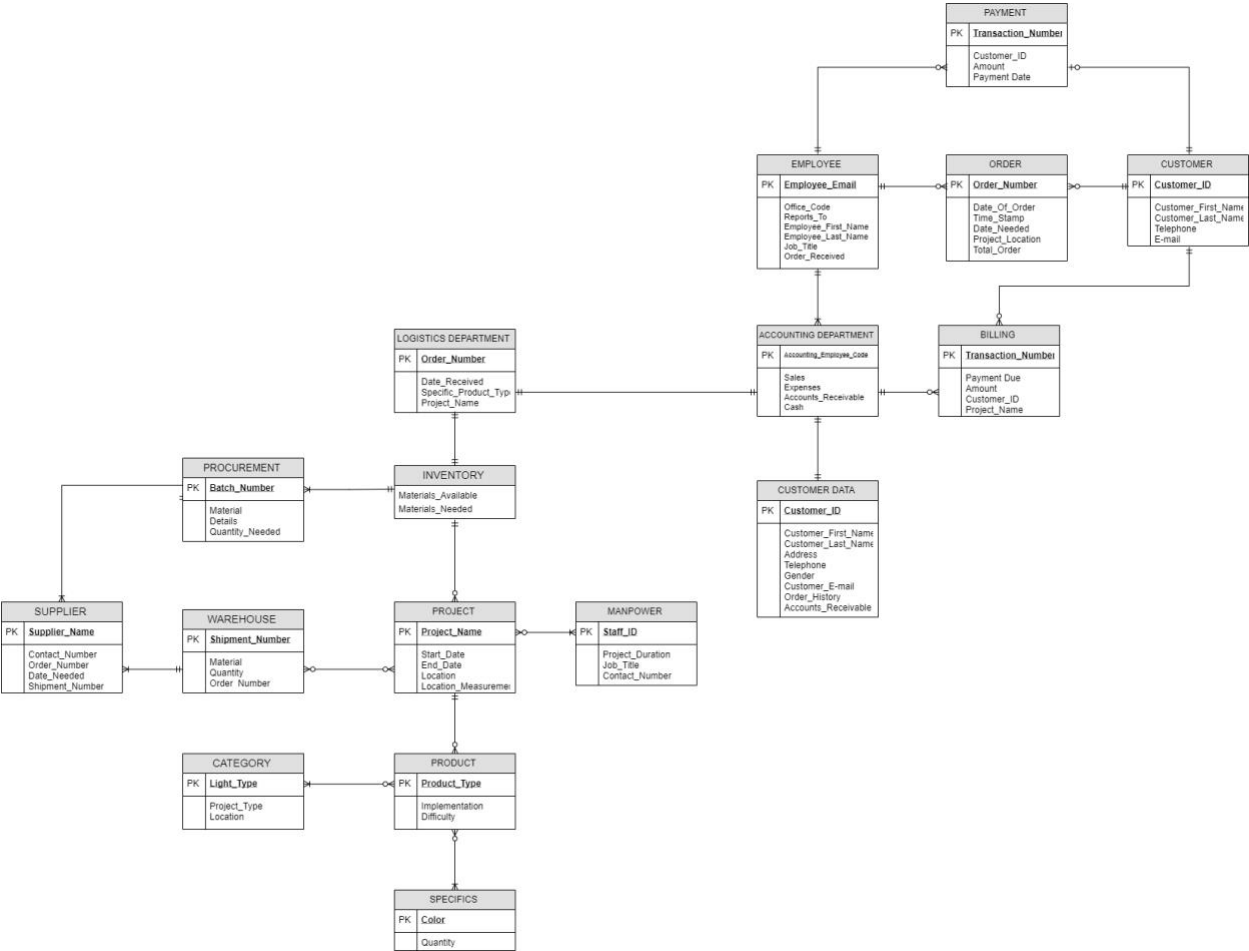 PAYMENT
PK Transaction_Number
Customer_ID
Amount
Payment Date
EMPLOYEE
PK Employee_Email
Office_Code
Reports_To
Employee_First_Name
Employee_Last_Name
Job_Title
Order_Received
ORDER
PK Order_Number
Date_Of_Order
Time_Stamp
Date_Needed
Project_Location
Total_Order
CUSTOMER
PK Customer_ID
Customer_First_Name
Customer_Last_Name
Telephone
E-mail
LOGISTICS DEPARTMENT
PK Order_Number
Date_Received
Specific_Product_Typ
Project_Name
ACCOUNTING DEPARTMENT
PK Accounting_Employee_Code
Sales
Expenses
Accounts_Receivable
Cash
BILLING
PK Transaction_Number
Payment Due
Amount
Customer_ID
Project_Name
PROCUREMENT
PK Batch_Number
Material
Details
Quantity_Needed
INVENTORY
Materials_Available
Materials_Needed
CUSTOMER DATA
PK Customer_ID
Customer_First_Name
Customer_Last_Name
Address
Telephone
Gender
Customer_E-mail
Order_History
Accounts_Receivable
SUPPLIER
PK Supplier_Name
Contact_Number
Order_Number
Date_Needed
Shipment_Number
WAREHOUSE
PK Shipment_Number
Material
Quantity
Order_Number
PROJECT
PK Project_Name
Start_Date
End_Date
Location
Location_Measuremen
MANPOWER
PK Staff_ID
Project_Duration
Job_Title
Contact_Number
CATEGORY
PK Light_Type
Project_Type
Location
PRODUCT
PK Product_Type
Implementation
Difficulty
SPECIFICS
PK Color
Quantity